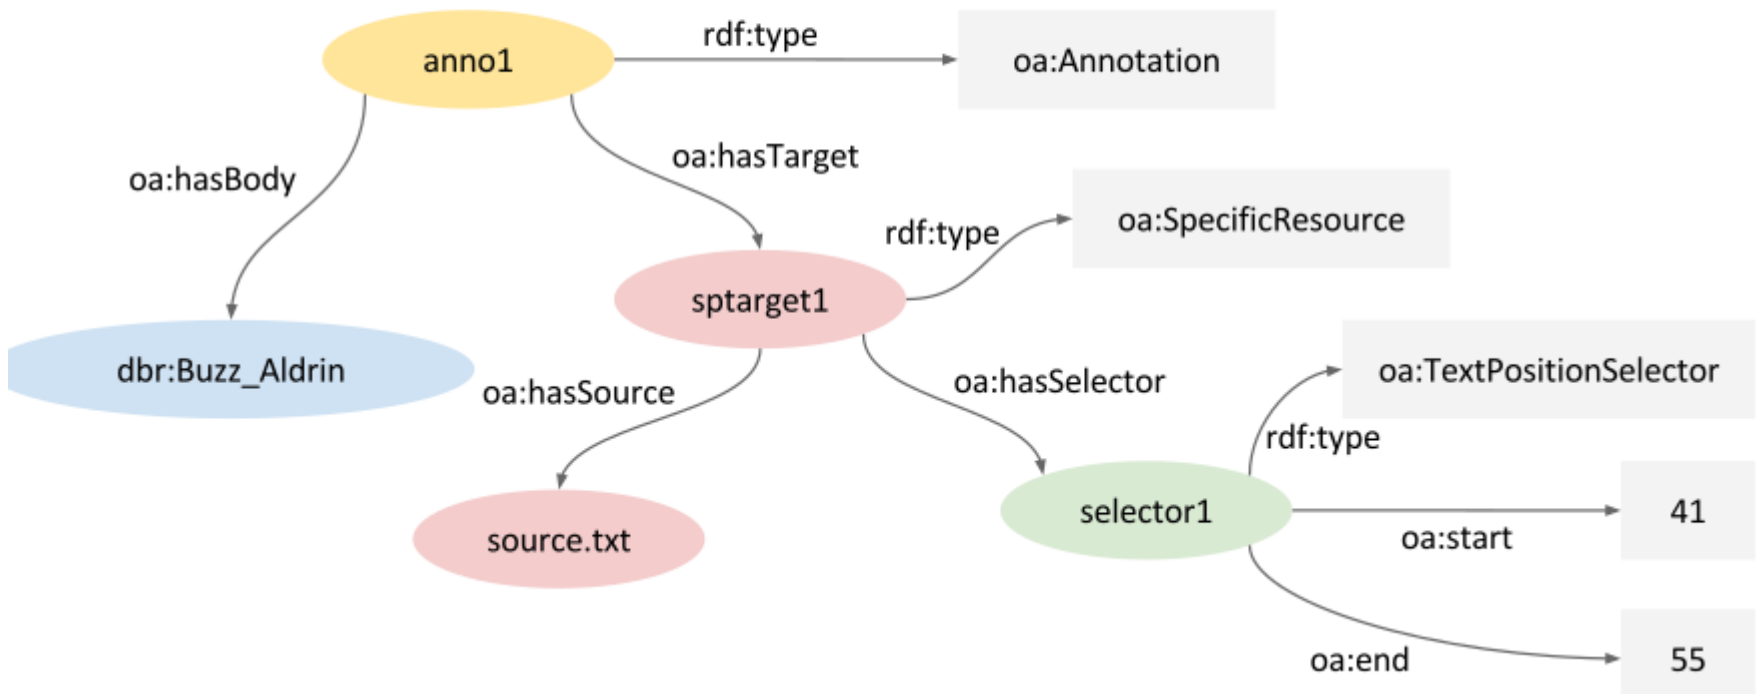 rdf:type
anno1
oa:Annotation
oa:hasTarget
oa:hasBody
oa:SpecificResource
rdf:type
sptarget1
dbr:Buzz_Aldrin
oa:hasSource
oa:hasSelector
oa:TextPositionSelector
rdf:type
source.txt
selector1
41
oa:start
oa:end
55